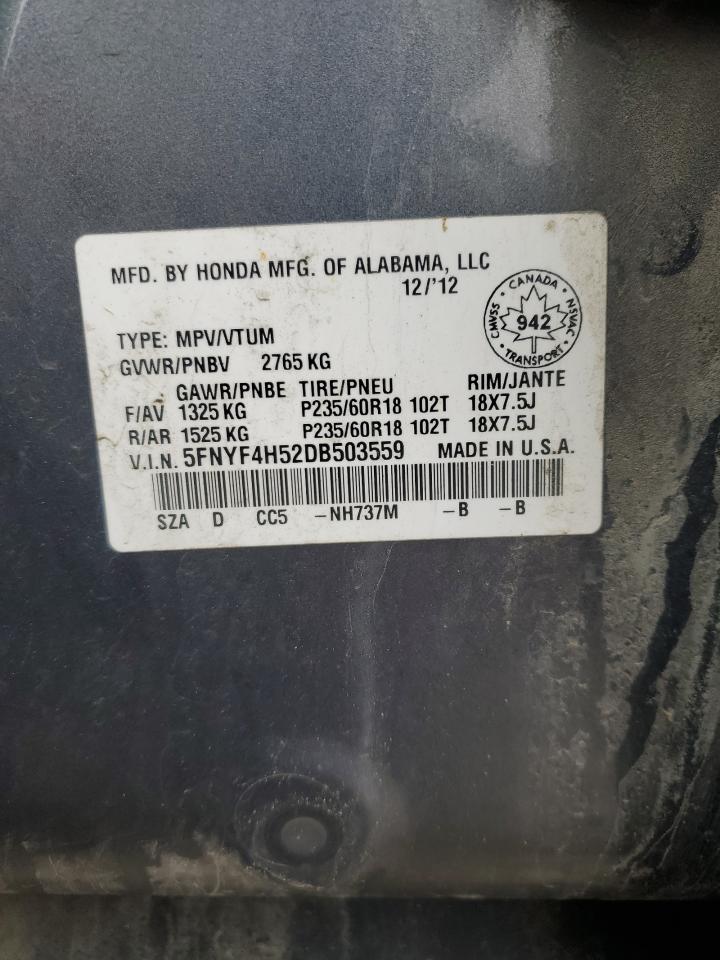 MFD. BY HONDA MFG. OF ALABAMA, LLC
12/'12
CANADA
CMVSS 942 NSVAC
TRANSPORT
TYPE: MPV/VTUM
GVWR/PNBV 2765 KG
GAWR/PNBE TIRE/PNEU RIM/JANTE
F/AV 1325 KG P235/60R18 102T 18X7.5J
R/AR 1525 KG P235/60R18 102T 18X7.5J
V.I.N. 5FNYF4H52DB503559 MADE IN U.S.A.
SZA D CC5 -NH737M -B -B